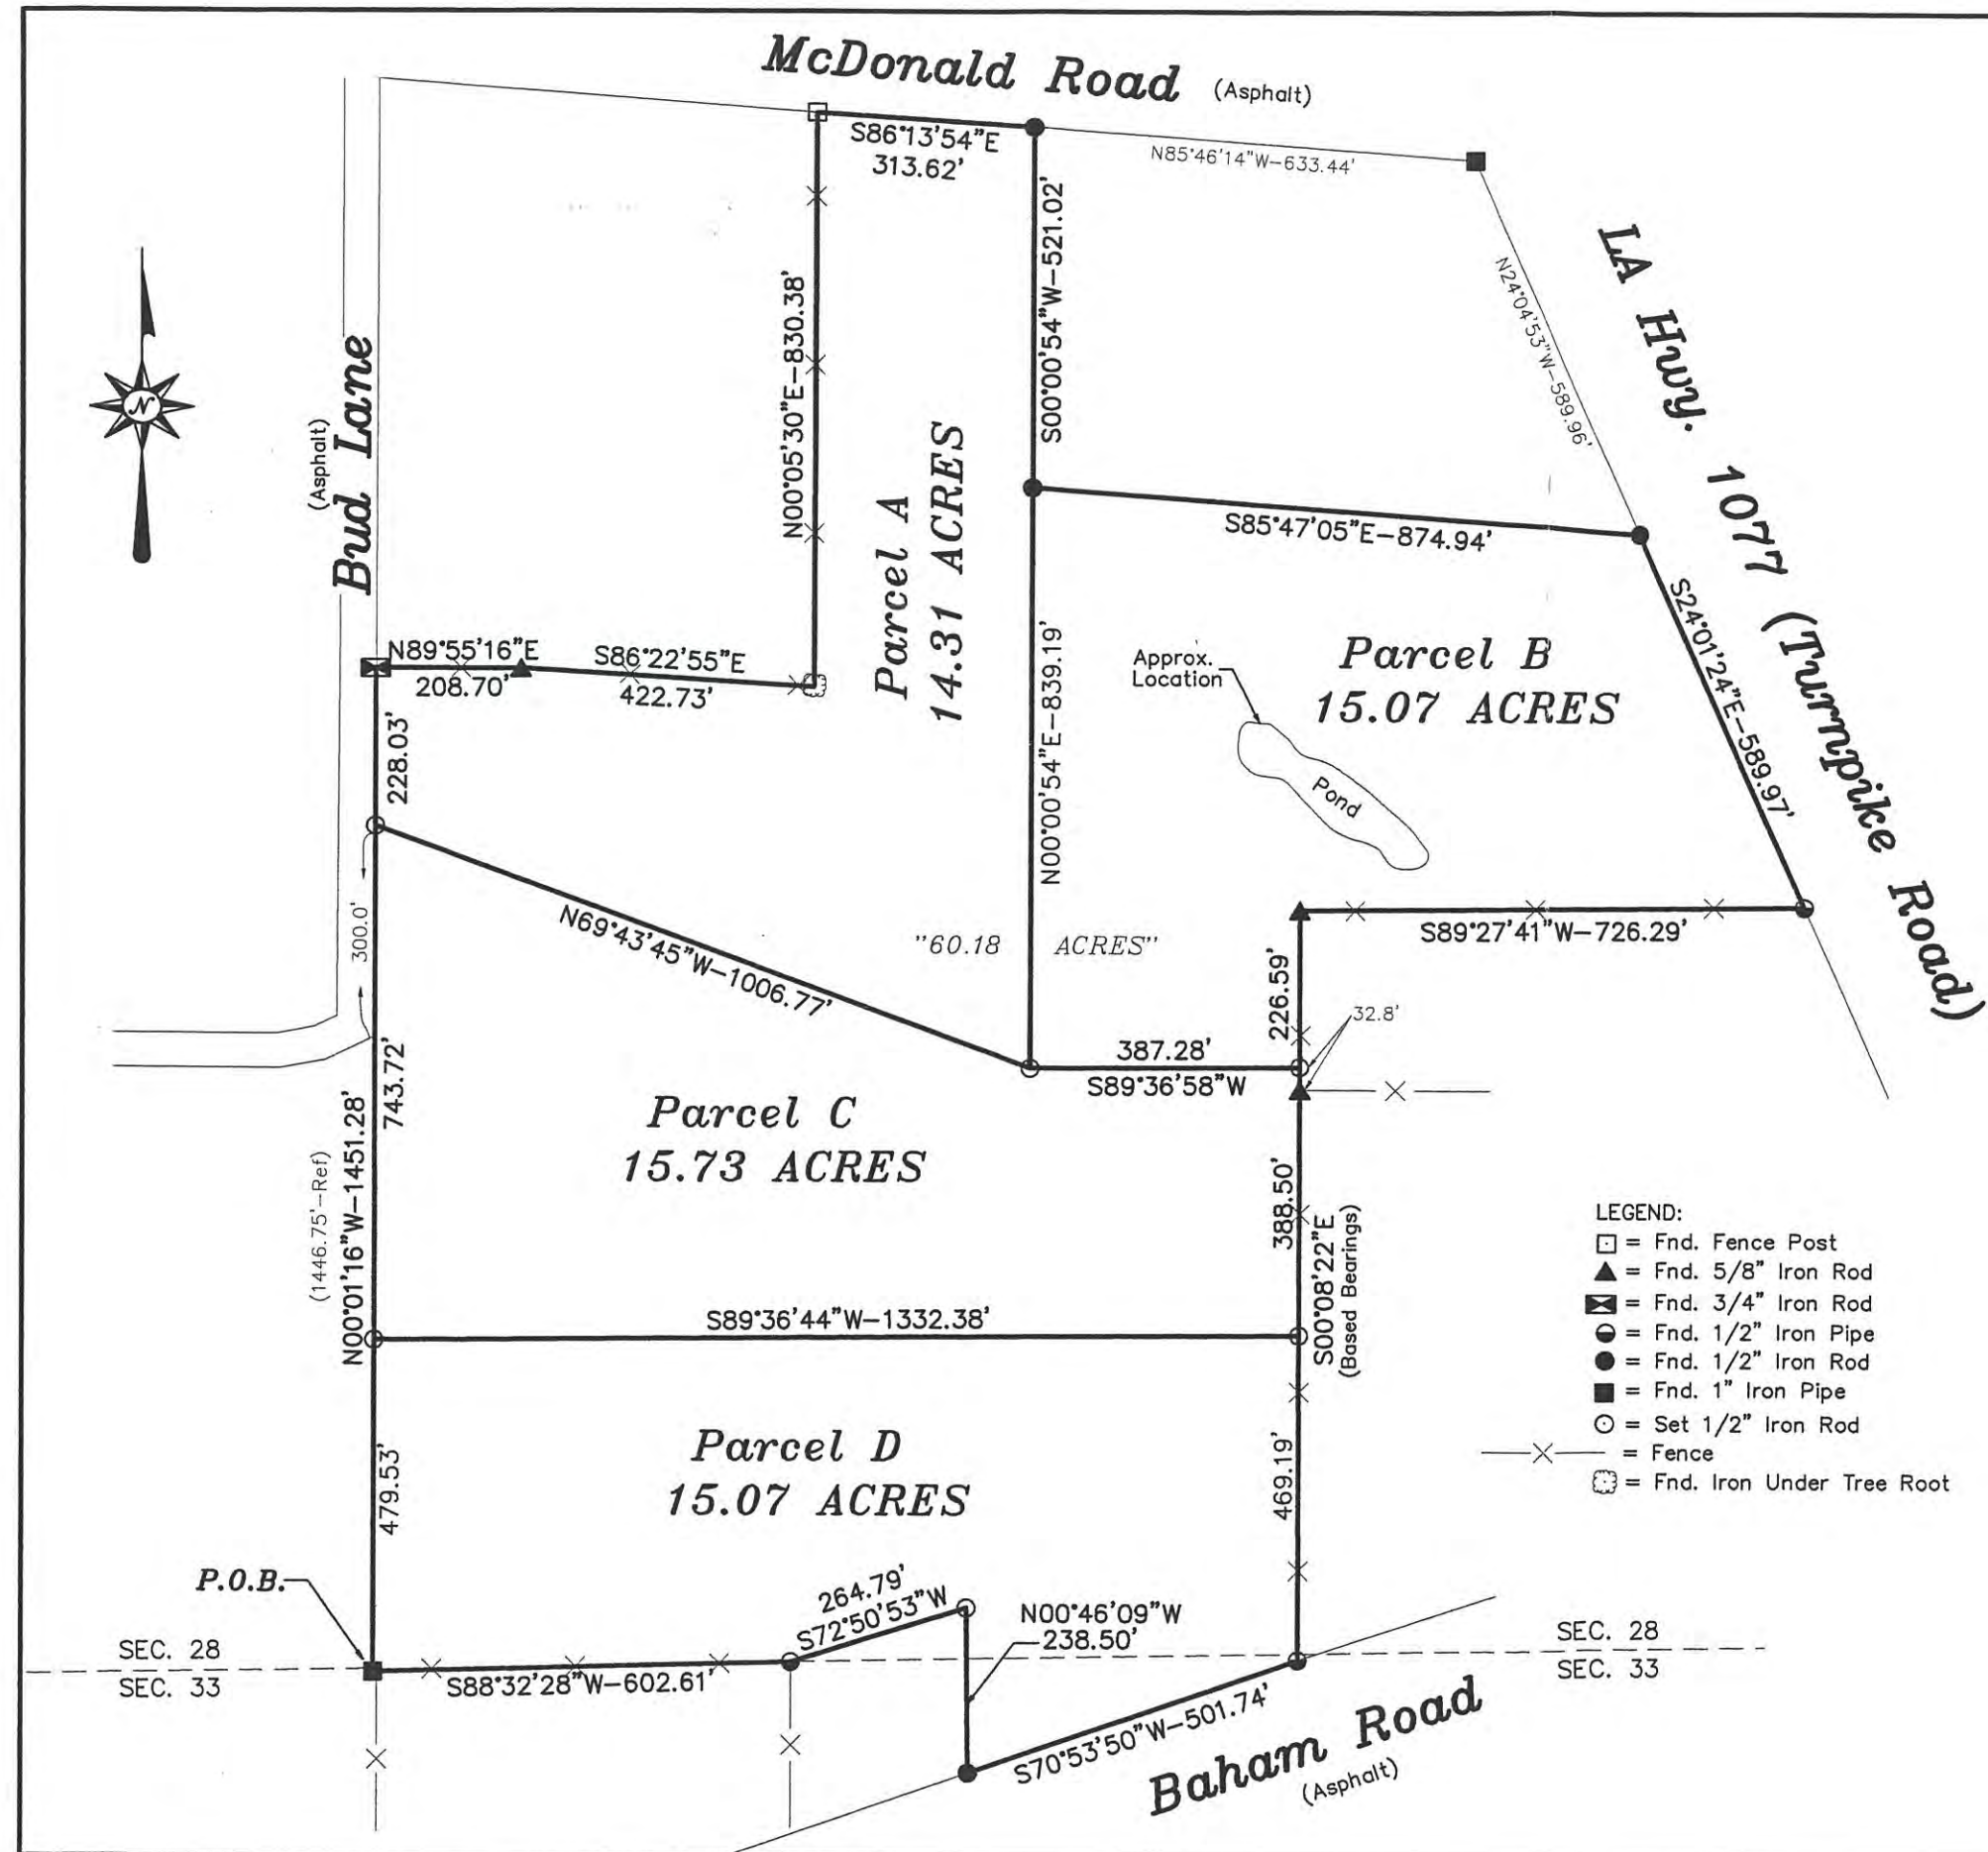 McDonald Road (Asphalt)
S86°13'54"E
313.62'
N85°46'14"W-633.44'
N24°04'53"W-589.96'
LA Hwy. 1077 (Turnpike Road)
N
Bud Lane
(Asphalt)
N00°05'30"E-830.38'
S00°00'54"W-521.02'
Parcel A
14.31 ACRES
S85°47'05"E-874.94'
S24°01'24"E-589.97'
N89°55'16"E
208.70'
S86°22'55"E
422.73'
Approx.
Location
Parcel B
15.07 ACRES
Pond
228.03'
N00°00'54"E-839.19'
300.0'
N69°43'45"W-1006.77'
"60.18 ACRES"
S89°27'41"W-726.29'
226.59'
32.8'
387.28'
S89°36'58"W
743.72'
Parcel C
15.73 ACRES
(1446.75'-Ref)
N00°01'16"W-1451.28'
388.50'
S00°08'22"E
(Based Bearings)
S89°36'44"W-1332.38'
LEGEND:
= Fnd. Fence Post
= Fnd. 5/8" Iron Rod
= Fnd. 3/4" Iron Rod
= Fnd. 1/2" Iron Pipe
= Fnd. 1/2" Iron Rod
= Fnd. 1" Iron Pipe
= Set 1/2" Iron Rod
= Fence
= Fnd. Iron Under Tree Root
Parcel D
15.07 ACRES
479.53'
469.19'
P.O.B.
264.79'
S72°50'53"W
N00°46'09"W
238.50'
SEC. 28
SEC. 33
S88°32'28"W-602.61'
SEC. 28
SEC. 33
S70°53'50"W-501.74'
Baham Road
(Asphalt)